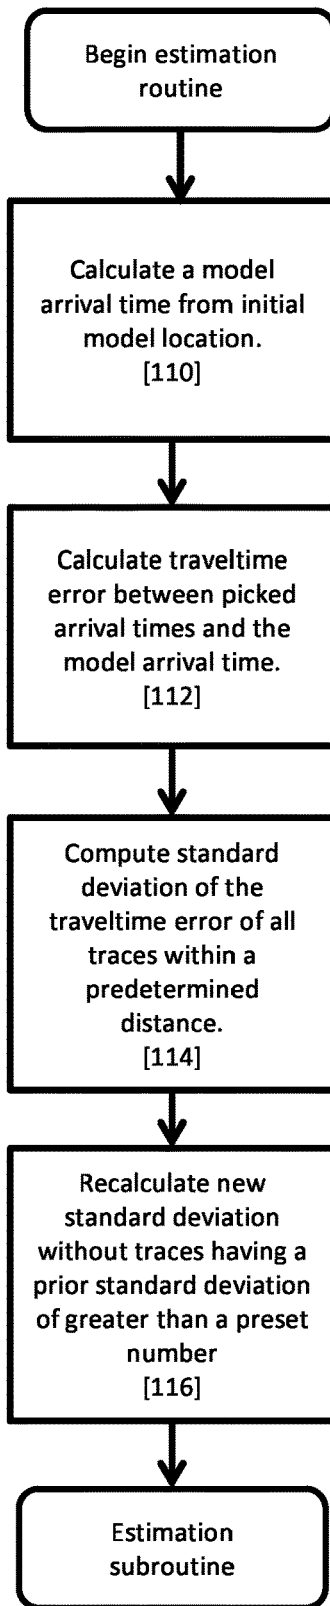 Begin estimation
routine
Calculate a model
arrival time from initial
model location.
[110]
Calculate traveltime
error between picked
arrival times and the
model arrival time.
[112]
Compute standard
deviation of the
traveltime error of all
traces within a
predetermined
distance.
[114]
Recalculate new
standard deviation
without traces having a
prior standard deviation
of greater than a preset
number
[116]
Estimation
subroutine